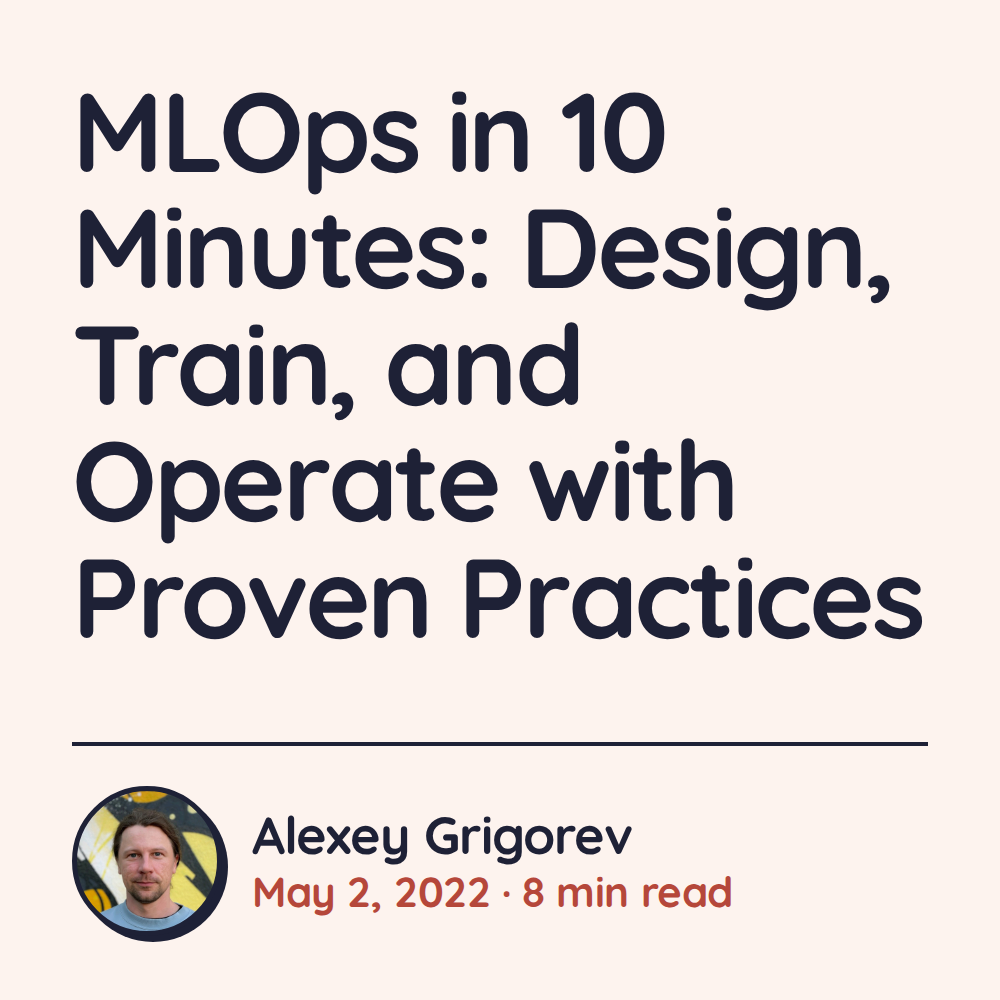 MLOps in 10
Minutes: Design,
Train, and
Operate with
Proven Practices
Alexey Grigorev
May 2, 2022 · 8 min read